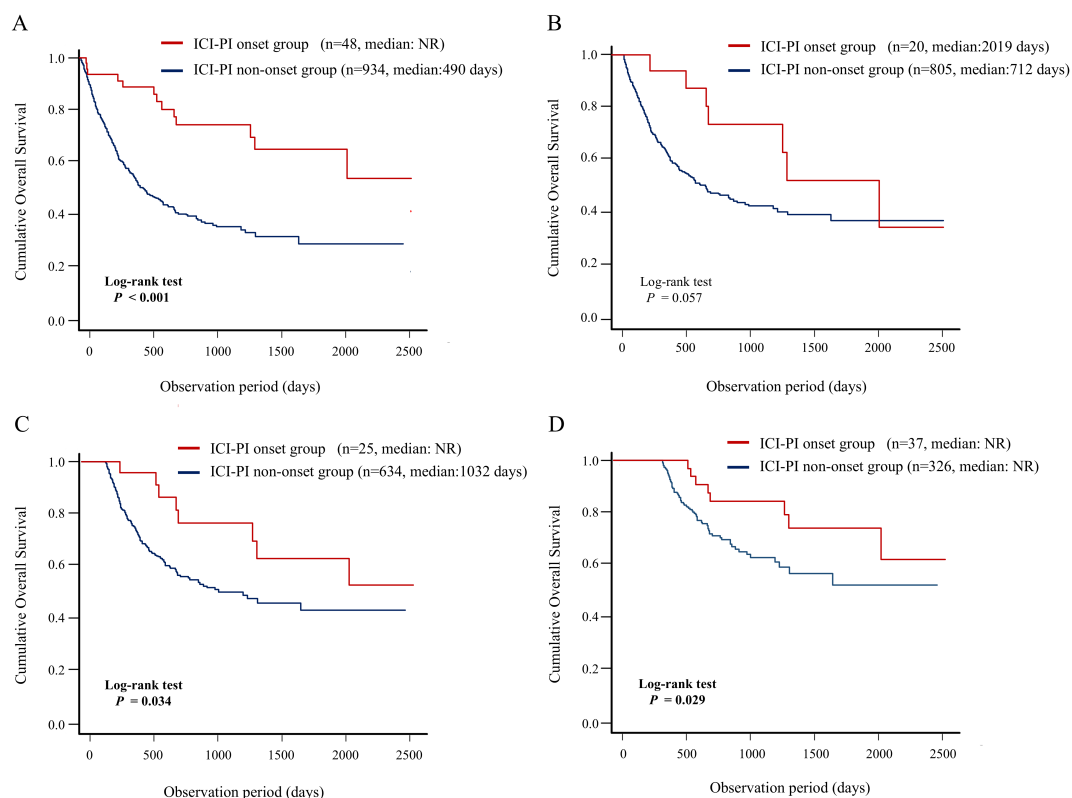 A
ICI-PI onset group (n=48, median: NR)
ICI-PI non-onset group (n=934, median:490 days)
1.0
0.8
0.6
0.4
0.2
0.0
Cumulative Overall Survival
Log-rank test
P < 0.001
0 500 1000 1500 2000 2500
Observation period (days)
B
ICI-PI onset group (n=20, median:2019 days)
ICI-PI non-onset group (n=805, median:712 days)
1.0
0.8
0.6
0.4
0.2
0.0
Cumulative Overall Survival
Log-rank test
P = 0.057
0 500 1000 1500 2000 2500
Observation period (days)
C
ICI-PI onset group (n=25, median: NR)
ICI-PI non-onset group (n=634, median:1032 days)
1.0
0.8
0.6
0.4
0.2
0.0
Cumulative Overall Survival
Log-rank test
P = 0.034
0 500 1000 1500 2000 2500
Observation period (days)
D
ICI-PI onset group (n=37, median: NR)
ICI-PI non-onset group (n=326, median: NR)
1.0
0.8
0.6
0.4
0.2
0.0
Cumulative Overall Survival
Log-rank test
P = 0.029
0 500 1000 1500 2000 2500
Observation period (days)